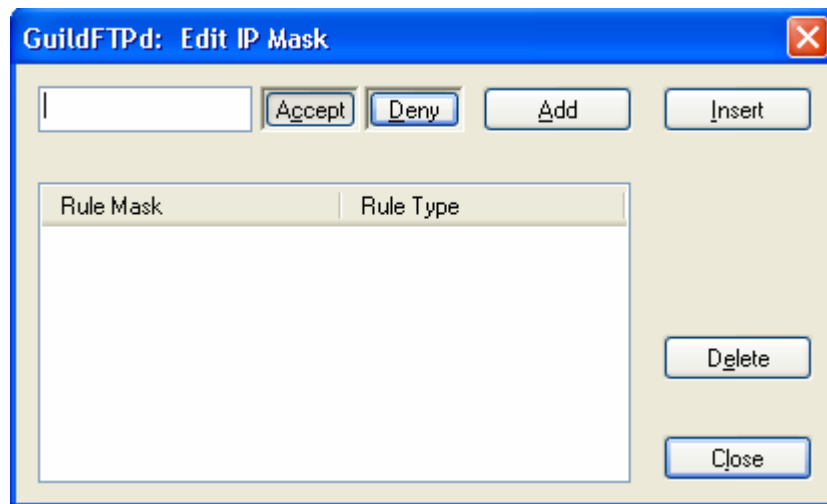 GuildFTPd: Edit IP Mask
Accept Deny Add Insert
Rule Mask Rule Type
Delete
Close